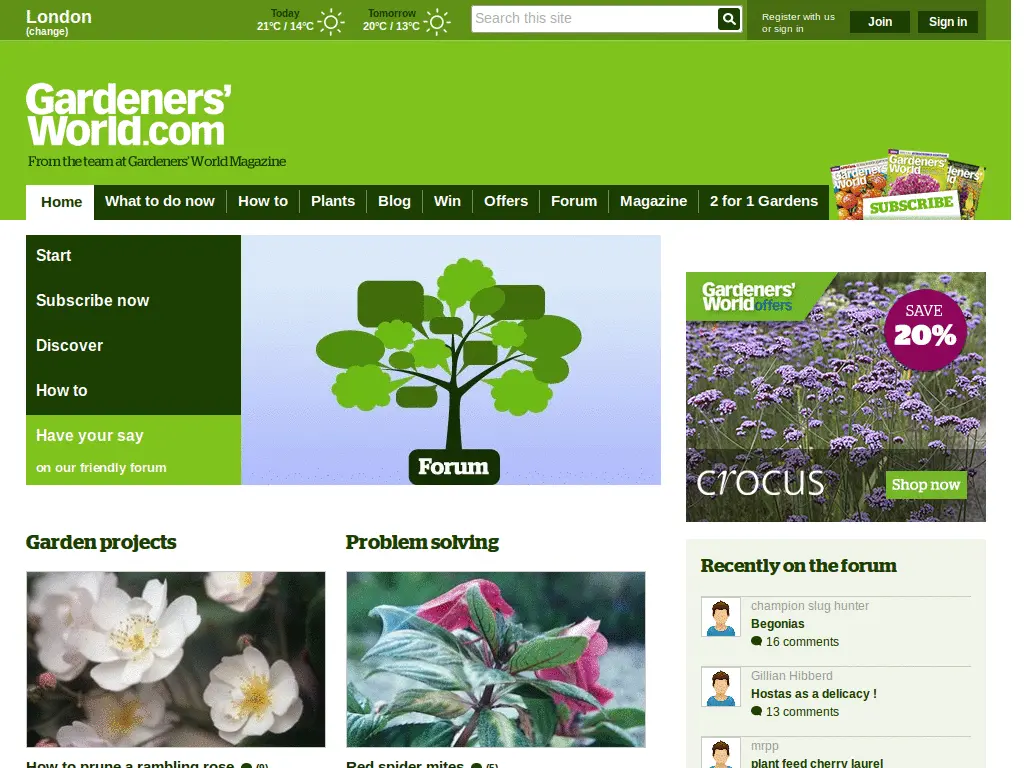 London
(change)
Today
21°C / 14°C
Tomorrow
20°C / 13°C
Search this site
Register with us
or sign in
Join
Sign in
Gardeners'
World.com
From the team at Gardeners' World Magazine
Gardeners'
World
SUBSCRIBE
Home
What to do now
How to
Plants
Blog
Win
Offers
Forum
Magazine
2 for 1 Gardens
Start
Subscribe now
Discover
How to
Have your say
on our friendly forum
Forum
Gardeners'
World offers
SAVE
20%
crocus
Shop now
Garden projects
Problem solving
Recently on the forum
champion slug hunter
Begonias
16 comments
Gillian Hibberd
Hostas as a delicacy !
13 comments
mrpp
plant feed cherry laurel
How to prune a rambling rose (9)
Red spider mites (5)